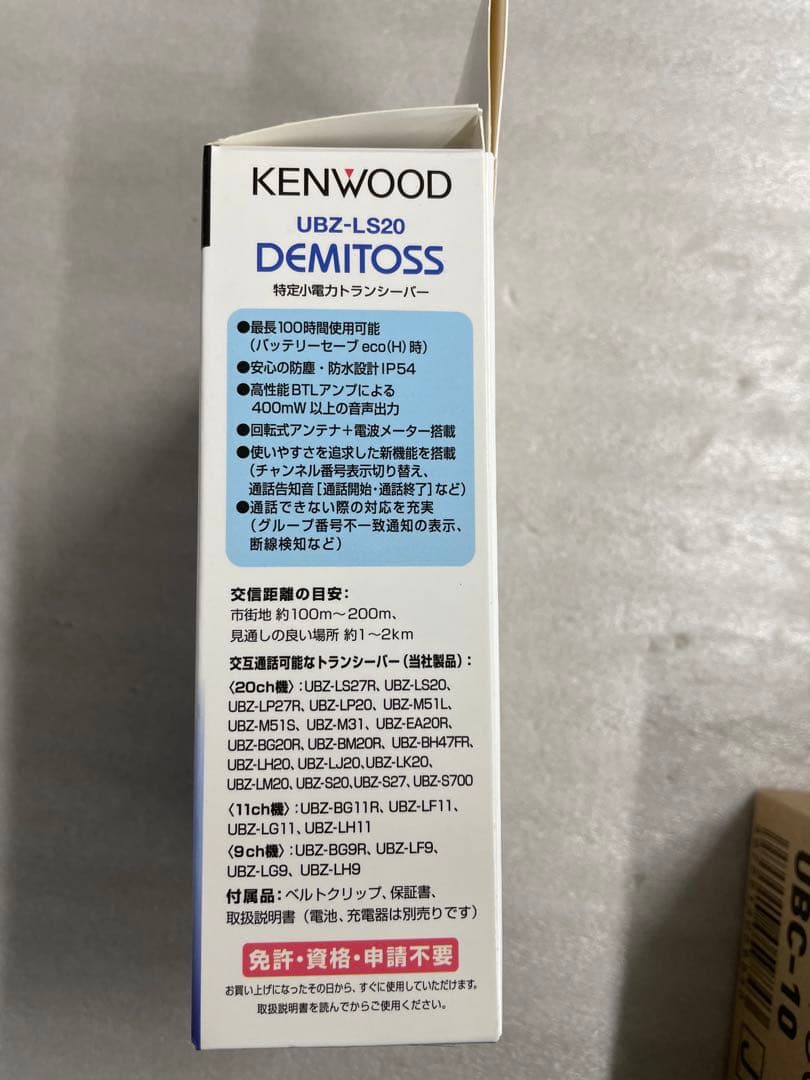 KENWOOD
UBZ-LS20
DEMITOSS
特定小電力トランシーバー
●最長100時間使用可能
（バッテリーセーブeco(H)時）
●安心の防塵・防水設計IP54
●高性能BTLアンプによる
400mW以上の音声出力
●回転式アンテナ＋電波メーター搭載
●使いやすさを追求した新機能を搭載
（チャンネル番号表示切り替え、
通話告知音［通話開始・通話終了］など）
●通話できない際の対応を充実
（グループ番号不一致通知の表示、
断線検知など）
交信距離の目安：
市街地 約100m～200m、
見通しの良い場所 約1～2km
交互通話可能なトランシーバー（当社製品）：
〈20ch機〉：UBZ-LS27R、UBZ-LS20、
UBZ-LP27R、UBZ-LP20、UBZ-M51L、
UBZ-M51S、UBZ-M31、UBZ-EA20R、
UBZ-BG20R、UBZ-BM20R、UBZ-BH47FR、
UBZ-LH20、UBZ-LJ20、UBZ-LK20、
UBZ-LM20、UBZ-S20、UBZ-S27、UBZ-S700
〈11ch機〉：UBZ-BG11R、UBZ-LF11、
UBZ-LG11、UBZ-LH11
〈9ch機〉：UBZ-BG9R、UBZ-LF9、
UBZ-LG9、UBZ-LH9
付属品：ベルトクリップ、保証書、
取扱説明書（電池、充電器は別売りです）
免許・資格・申請不要
お買い上げになったその日から、すぐに使用していただけます。
取扱説明書を読んでからご使用ください。
UBC-10
J